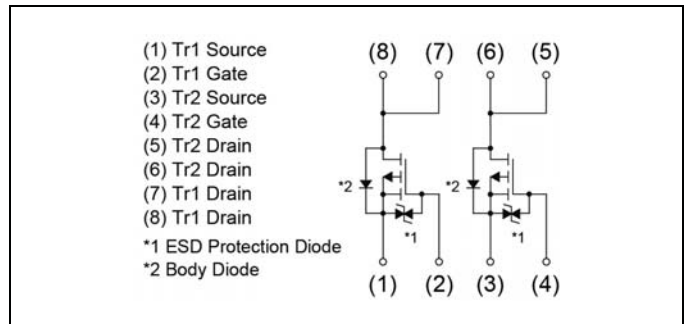 (1) Tr1 Source
(2) Tr1 Gate
(3) Tr2 Source
(4) Tr2 Gate
(5) Tr2 Drain
(6) Tr2 Drain
(7) Tr1 Drain
(8) Tr1 Drain
*1 ESD Protection Diode
*2 Body Diode
(8) (7) (6) (5)
*2 *2
*1 *1
(1) (2) (3) (4)